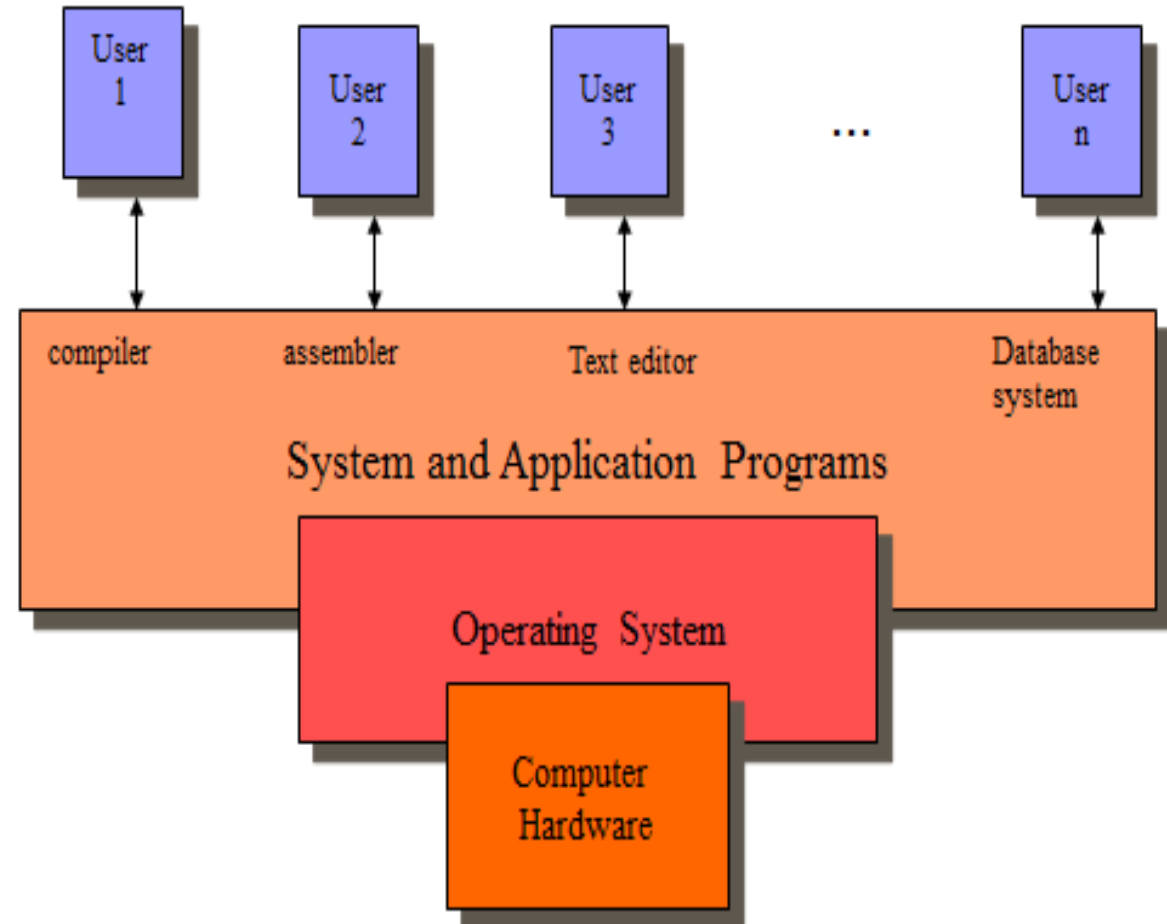 User
1
User
2
User
3
...
User
n
compiler
assembler
Text editor
Database
system
System and Application Programs
Operating System
Computer
Hardware